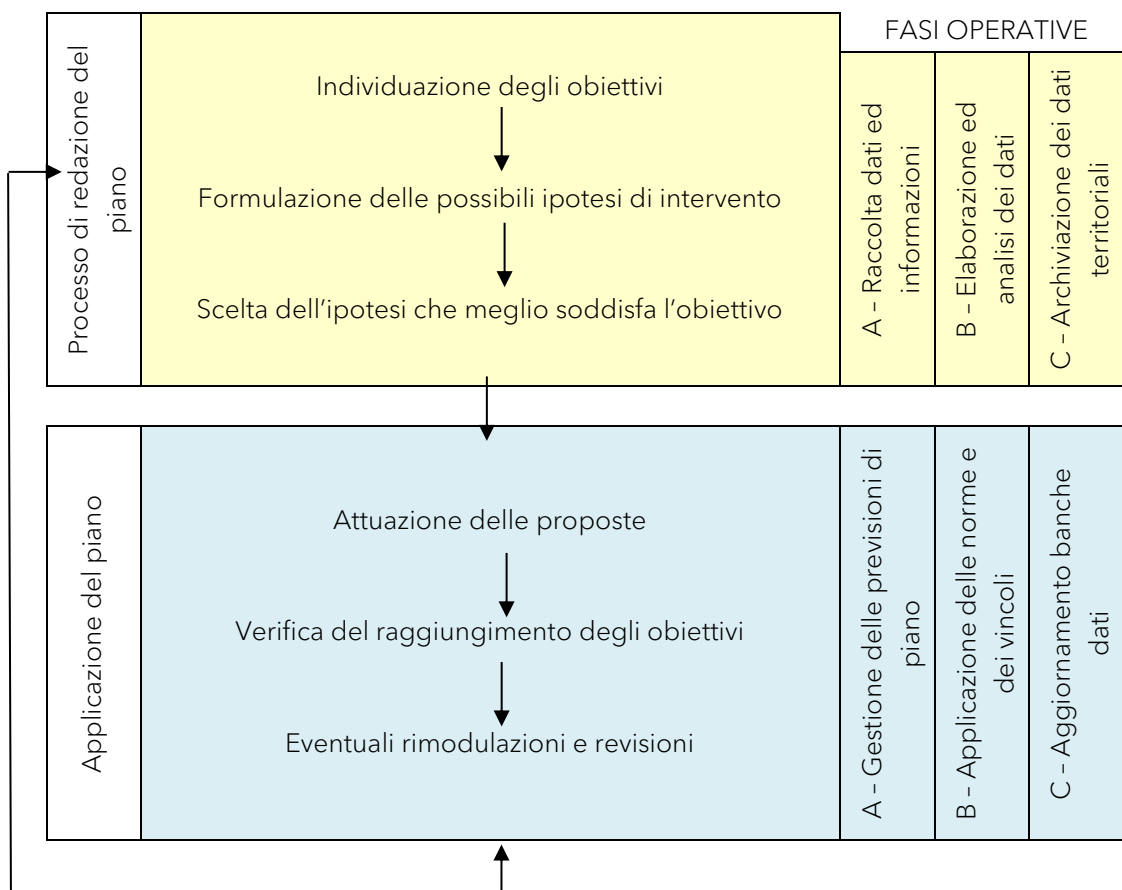 FASI OPERATIVE
Processo di redazione del
piano
Individuazione degli obiettivi
Formulazione delle possibili ipotesi di intervento
Scelta dell’ipotesi che meglio soddisfa l’obiettivo
A – Raccolta dati ed
informazioni
B – Elaborazione ed
analisi dei dati
C – Archiviazione dei dati
territoriali
Applicazione del piano
Attuazione delle proposte
Verifica del raggiungimento degli obiettivi
Eventuali rimodulazioni e revisioni
A – Gestione delle previsioni di
piano
B – Applicazione delle norme e
dei vincoli
C – Aggiornamento banche
dati